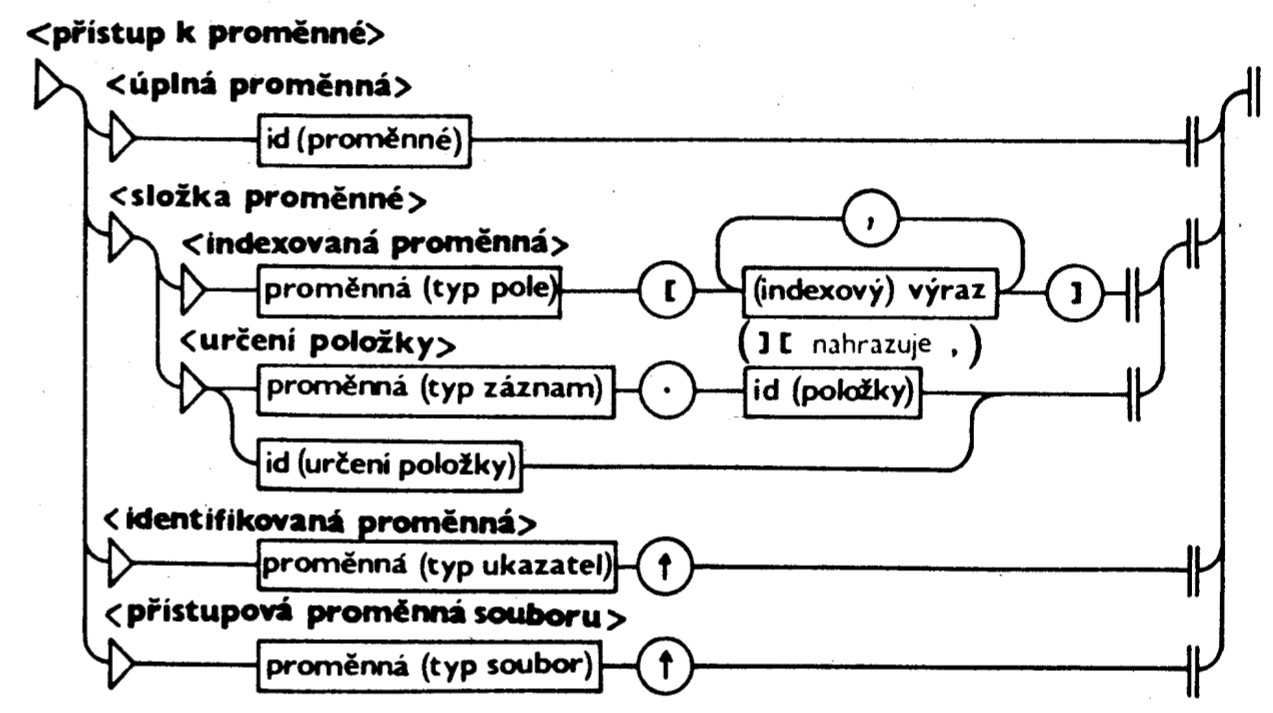 <přístup k proměnné>
<úplná proměnná>
id (proměnné)
<složka proměnné>
,
<indexovaná proměnná>
proměnná (typ pole) [ (indexový) výraz ]
<určení položky> (][ nahrazuje , )
proměnná (typ záznam) . id (položky)
id (určení položky)
<identifikovaná proměnná>
proměnná (typ ukazatel) ↑
<přístupová proměnná souboru>
proměnná (typ soubor) ↑